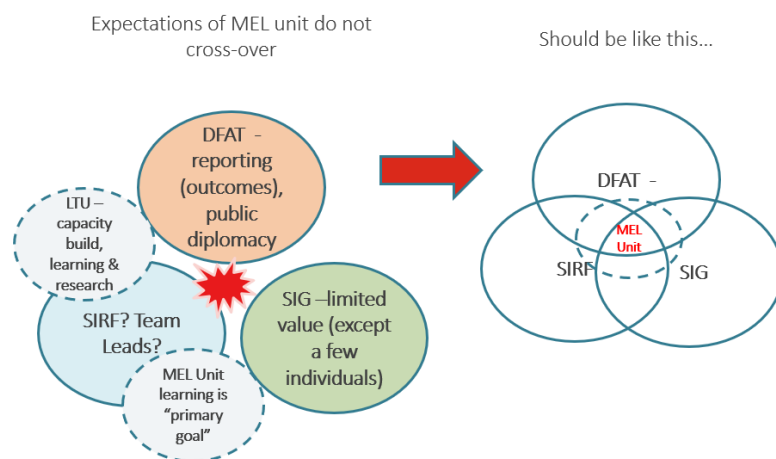 Expectations of MEL unit do not
cross-over
Should be like this…
DFAT -
reporting
(outcomes),
public
diplomacy
LTU –
capacity
build,
learning &
research
SIRF? Team
Leads?
MEL Unit
learning is
“primary
goal”
SIG –limited
value (except
a few
individuals)
DFAT -
MEL
Unit
SIRF
SIG